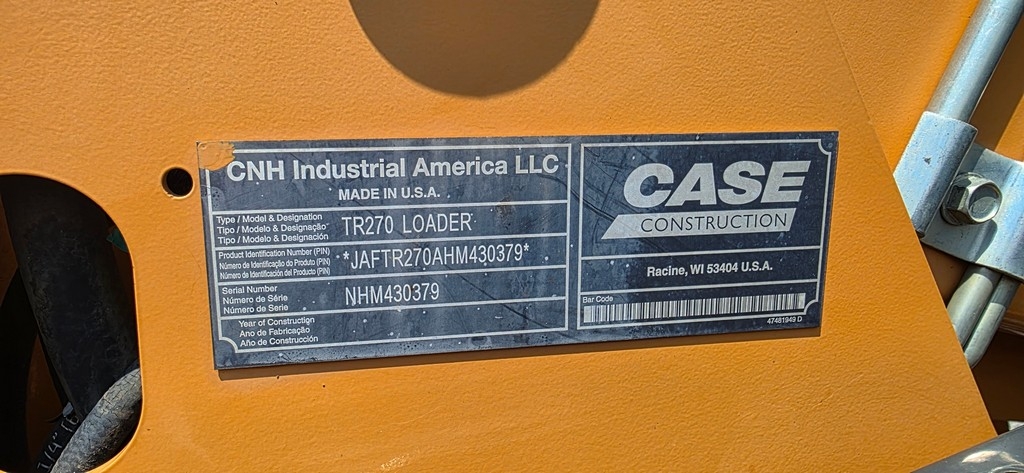 CNH Industrial America LLC
MADE IN U.S.A.
Type / Model & Designation
Tipo / Modelo & Designação
Tipo / Modelo & Designación
TR270 LOADER
Product Identification Number (PIN)
Número de Identificação do Produto (PIN)
Número de Identificación del Producto (PIN)
*JAFTR270AHM430379*
Serial Number
Número de Série
Número de Serie
NHM430379
Year of Construction
Ano de Fabricação
Año de Construcción
CASE
CONSTRUCTION
Racine, WI 53404 U.S.A.
Bar Code
47481949 D